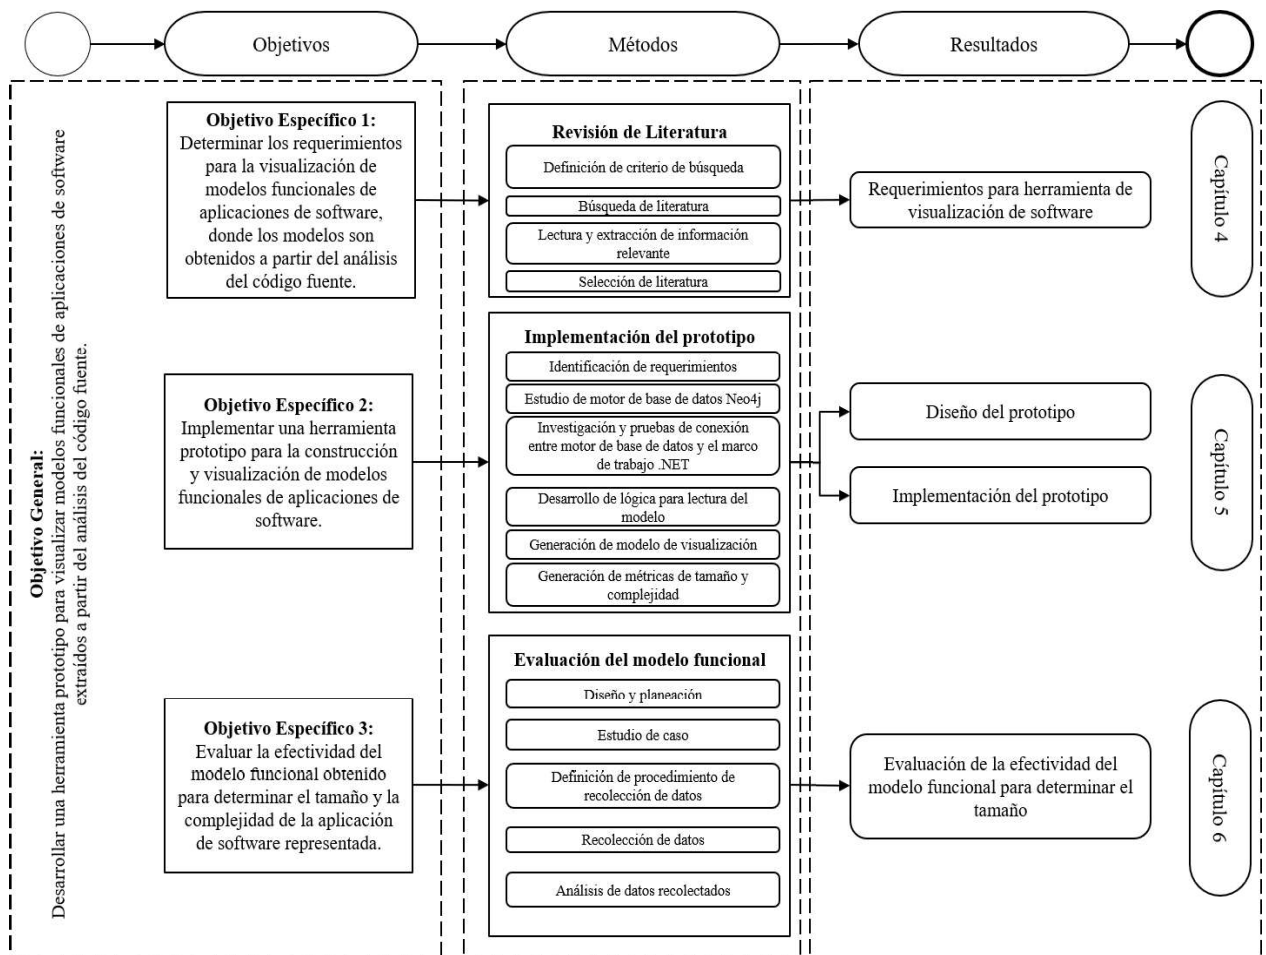 Objetivos
Métodos
Resultados
Objetivo General:
Desarrollar una herramienta prototipo para visualizar modelos funcionales de aplicaciones de software
extraídos a partir del análisis del código fuente.
Objetivo Específico 1:
Determinar los requerimientos
para la visualización de
modelos funcionales de
aplicaciones de software,
donde los modelos son
obtenidos a partir del análisis
del código fuente.
Revisión de Literatura
Definición de criterio de búsqueda
Búsqueda de literatura
Lectura y extracción de información
relevante
Selección de literatura
Requerimientos para herramienta de
visualización de software
Capítulo 4
Objetivo Específico 2:
Implementar una herramienta
prototipo para la construcción
y visualización de modelos
funcionales de aplicaciones de
software.
Implementación del prototipo
Identificación de requerimientos
Estudio de motor de base de datos Neo4j
Investigación y pruebas de conexión
entre motor de base de datos y el marco
de trabajo .NET
Desarrollo de lógica para lectura del
modelo
Generación de modelo de visualización
Generación de métricas de tamaño y
complejidad
Diseño del prototipo
Implementación del prototipo
Capítulo 5
Objetivo Específico 3:
Evaluar la efectividad del
modelo funcional obtenido
para determinar el tamaño y la
complejidad de la aplicación
de software representada.
Evaluación del modelo funcional
Diseño y planeación
Estudio de caso
Definición de procedimiento de
recolección de datos
Recolección de datos
Análisis de datos recolectados
Evaluación de la efectividad del
modelo funcional para determinar el
tamaño
Capítulo 6